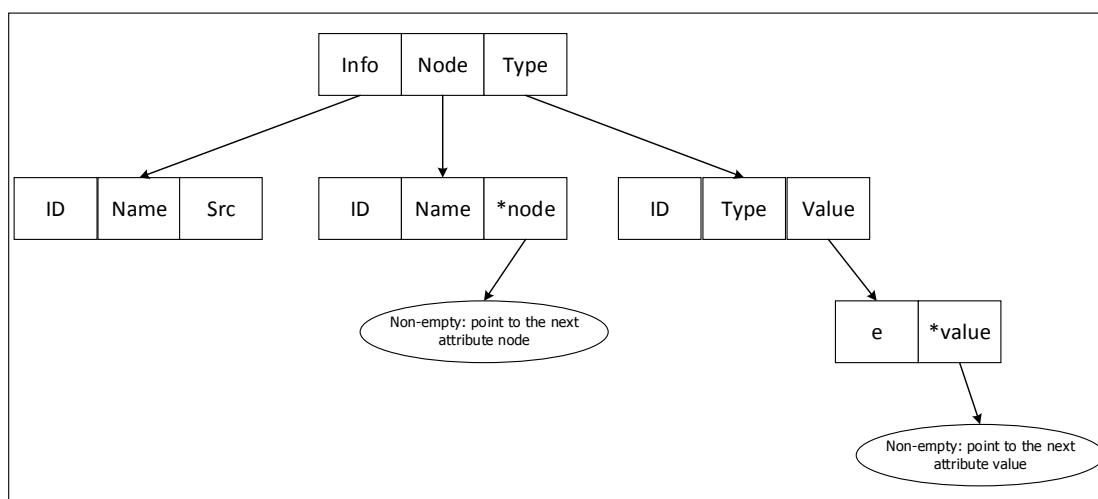 Info Node Type
ID Name Src
ID Name *node
ID Type Value
Non-empty: point to the next
attribute node
e *value
Non-empty: point to the next
attribute value